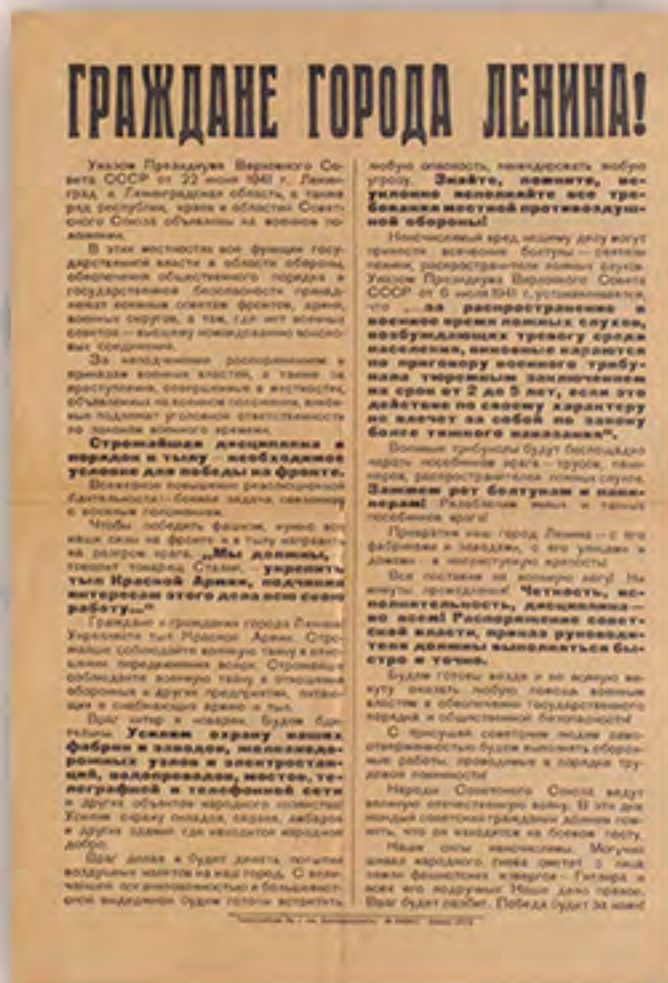 ГРАЖДАНЕ ГОРОДА ЛЕНИНА!
Указом Президиума Верховного Со-
вета СССР от 22 июня 1941 г. Ленин-
град и Ленинградская область, а также
ряд республик, краев и областей Совет-
ского Союза объявлены на военном по-
ложении.
В этих местностях все функции госу-
дарственной власти в области обороны,
обеспечения общественного порядка и
государственной безопасности принад-
лежат военным советам фронтов, армий,
военных округов, а там, где нет военных
советов — высшему командованию войско-
вых соединений.
За неподчинение распоряжениям и
приказам военных властей, а также за
преступления, совершенные в местностях,
объявленных на военном положении, винов-
ные подлежат уголовной ответственности
по законам военного времени.
Строжайшая дисциплина и
порядок в тылу — необходимое
условие для победы на фронте.
Всемерное повышение революционной
бдительности — боевая задача, связанная
с военным положением.
Чтобы победить фашизм, нужно все
наши силы на фронте и в тылу направить
на разгром врага. „Мы должны, —
говорит товарищ Сталин, — укрепить
тыл Красной Армии, подчинив
интересам этого дела всю свою
работу..."
Граждане и гражданки города Ленина!
Укрепляйте тыл Красной Армии. Стро-
жайше соблюдайте военную тайну в отно-
шении передвижения войск. Строжайше
соблюдайте военную тайну в отношении
оборонных и других предприятий, питаю-
щих и снабжающих армию и тыл.
Враг хитер и коварен. Будем бди-
тельны. Усилим охрану наших
фабрик и заводов, железнодо-
рожных узлов и электростан-
ций, водопроводов, мостов, те-
леграфной и телефонной сети
и других объектов народного хозяйства!
Усилим охрану складов, амбаров
и других зданий, где находится народное
добро.
Враг делал и будет делать попытки
воздушных налетов на наш город. С вели-
чайшей организованностью и большевист-
ской выдержкой будем готовы встретить
любую опасность, ликвидировать любую
угрозу. Знайте, помните, не-
уклонно исполняйте все тре-
бования местной противовоздуш-
ной обороны!
Неисчислимый вред нашему делу могут
принести всяческие болтуны — сеятели
паники, распространители ложных слухов.
Указом Президиума Верховного Совета
СССР от 6 июля 1941 г. устанавливается,
что „...за распространение в
военное время ложных слухов,
возбуждающих тревогу среди
населения, виновные караются
по приговору военного трибу-
нала тюремным заключением
на срок от 2 до 5 лет, если это
действие по своему характеру
не влечет за собой по закону
более тяжкого наказания".
Военные трибуналы будут беспощадно
карать пособников врага — трусов, пани-
керов, распространителей ложных слухов.
Зажмем рот болтунам и пани-
керам! Разоблачим явных и тайных
пособников врага!
Превратим наш город Ленина — с его
фабриками и заводами, с его улицами и
домами — в неприступную крепость!
Все поставим на военную ногу! Ни
минуты промедления! Четкость, ис-
полнительность, дисциплина —
во всем! Распоряжение совет-
ской власти, приказ руководи-
теля должны выполняться бы-
стро и точно.
Будем готовы везде и во всякую ми-
нуту оказать любую помощь военным
властям в обеспечении государственного
порядка и общественной безопасности!
С присущей советским людям само-
отверженностью будем выполнять оборон-
ные работы, проводимые в порядке тру-
довой повинности!
Народы Советского Союза ведут
великую отечественную войну. В эти дни
каждый советский гражданин должен пом-
нить, что он находится на боевом посту.
Наши силы неисчислимы. Могучий
шквал народного гнева сметет с лица
земли фашистских извергов — Гитлера и
всех его подручных! Наше дело правое.
Враг будет разбит. Победа будет за нами!